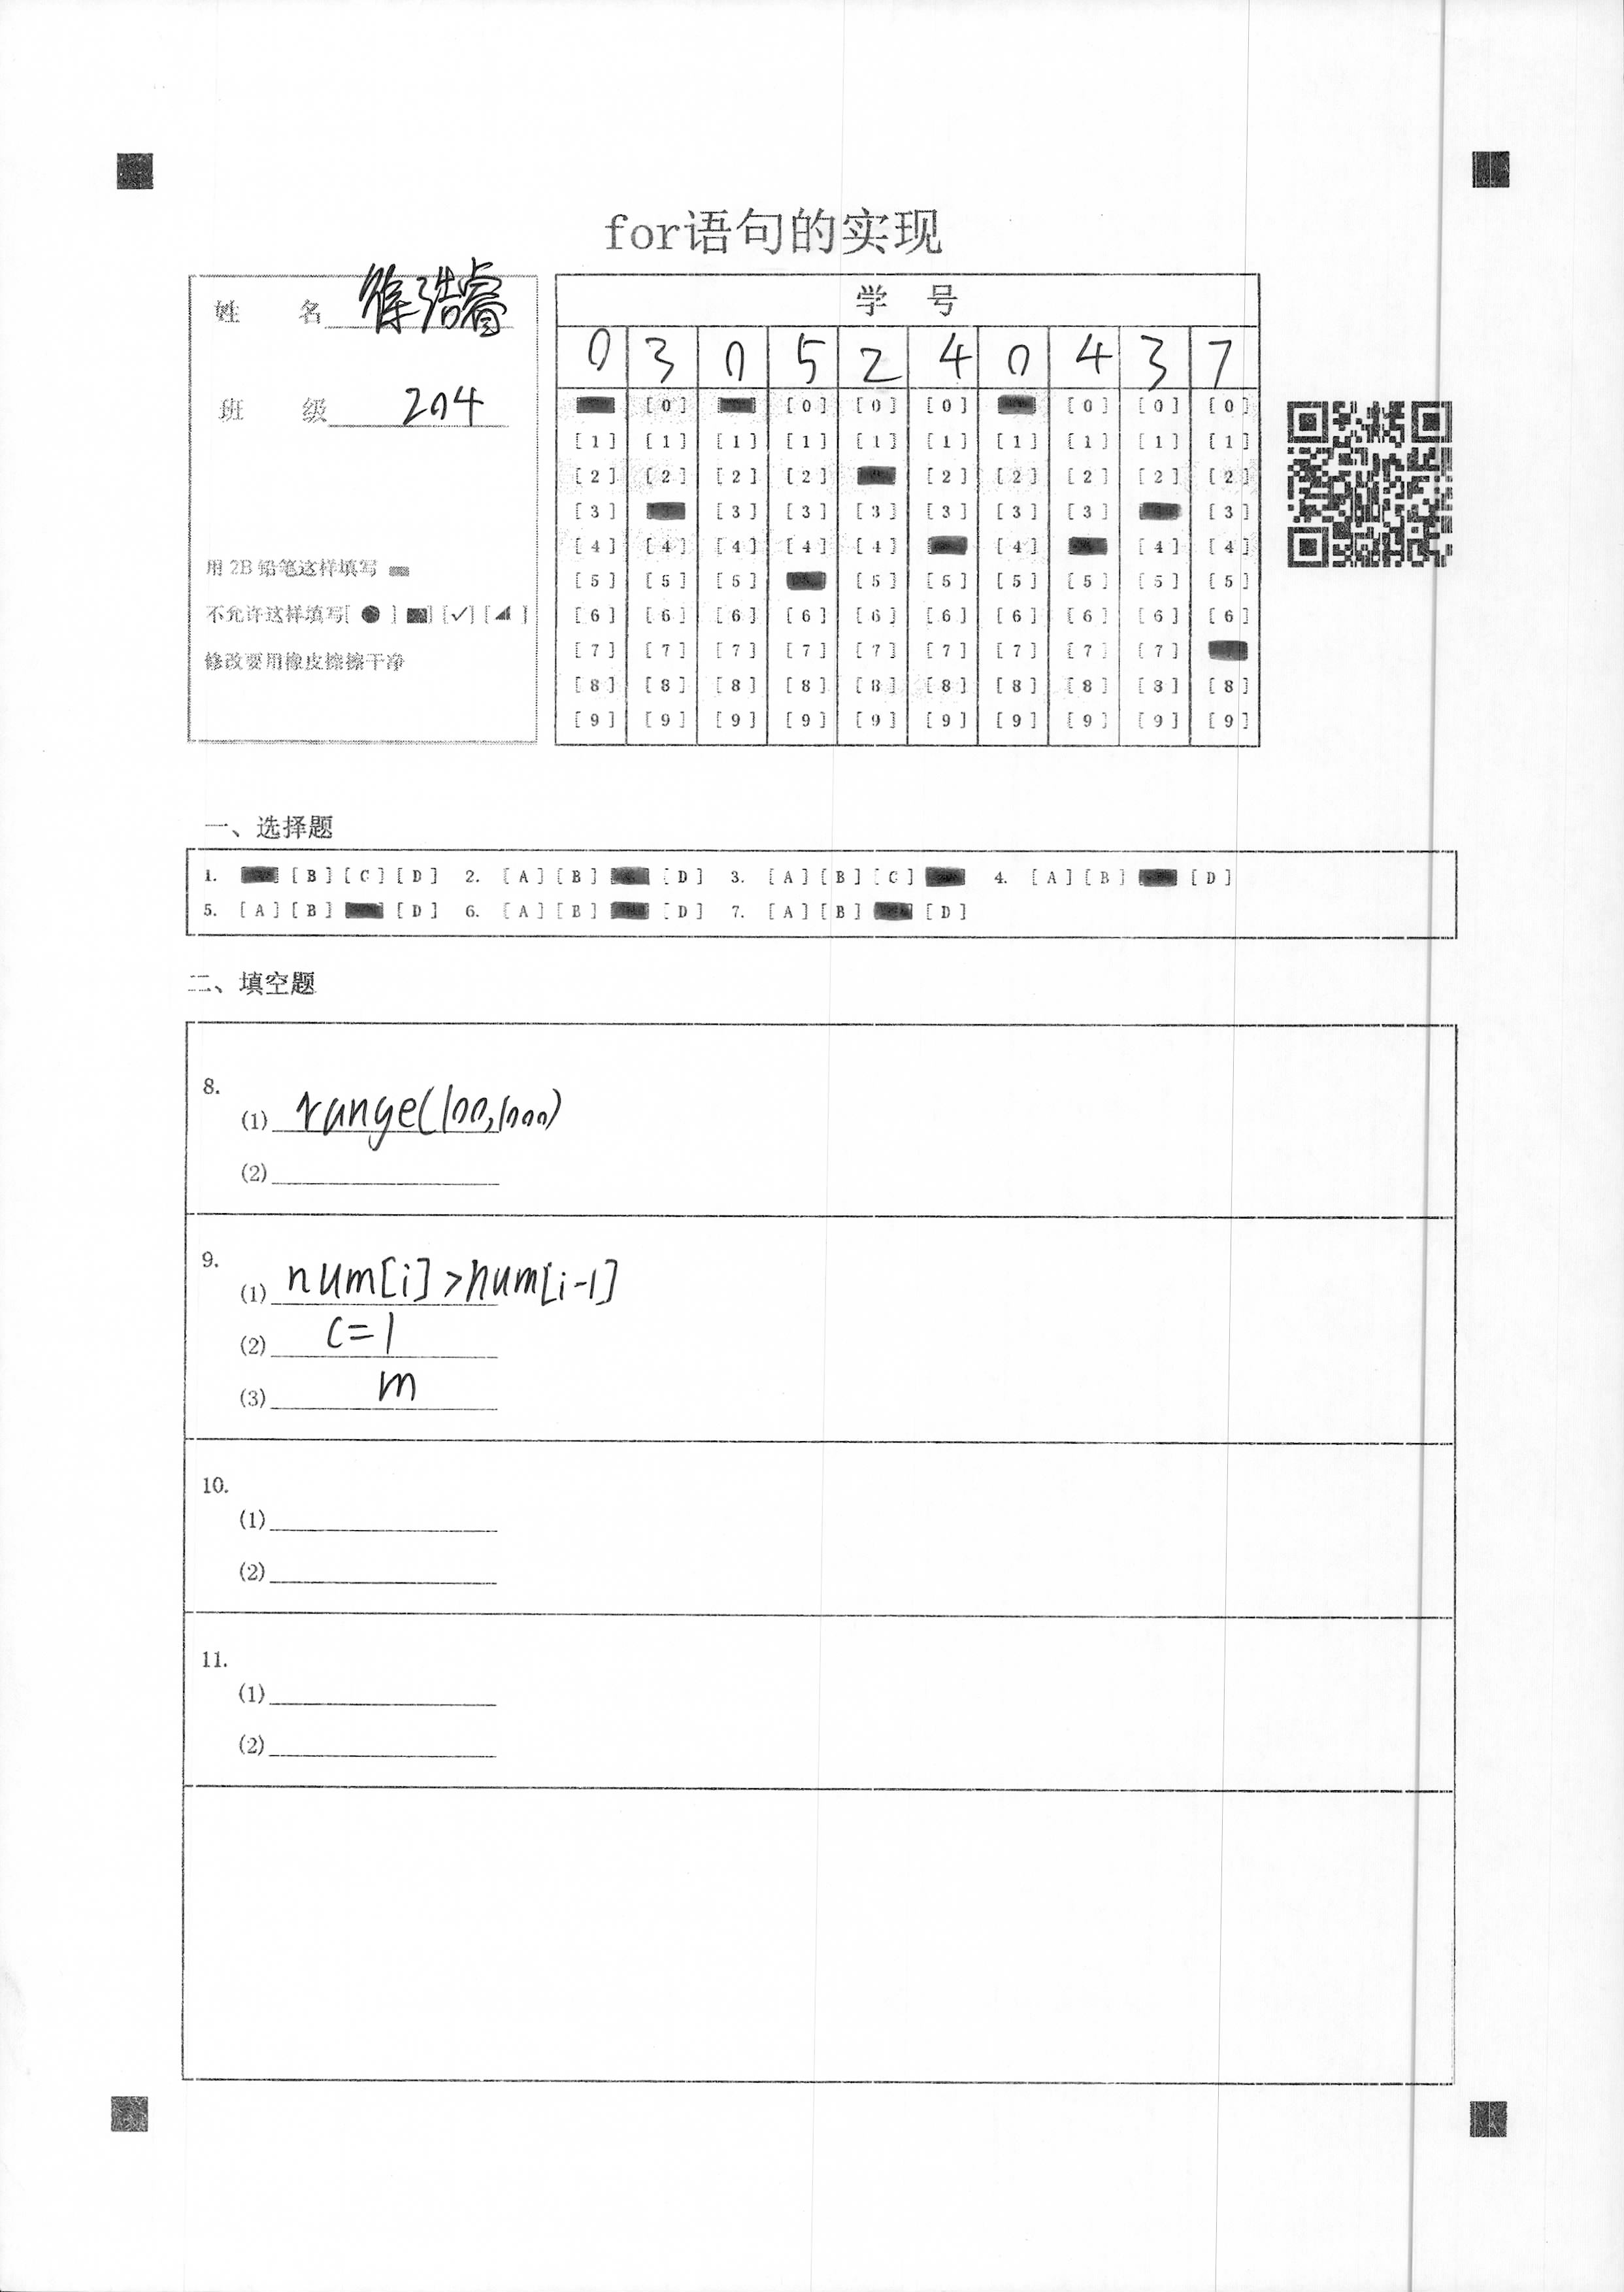 for语句的实现
姓 名 徐浩睿
班 级 204
用 2B 铅笔这样填写
不允许这样填写[ ● ] [■] [✓] [◢ ]
修改要用橡皮擦擦干净
学 号
0 3 0 5 2 4 0 4 3 7
[0] [0] [0] [0] [0] [0] [0]
[1] [1] [1] [1] [1] [1] [1] [1] [1] [1]
[2] [2] [2] [2] [2] [2] [2] [2] [2]
[3] [3] [3] [3] [3] [3] [3] [3]
[4] [4] [4] [4] [4] [4] [4] [4]
[5] [5] [5] [5] [5] [5] [5] [5] [5]
[6] [6] [6] [6] [6] [6] [6] [6] [6] [6]
[7] [7] [7] [7] [7] [7] [7] [7] [7]
[8] [8] [8] [8] [8] [8] [8] [8] [8] [8]
[9] [9] [9] [9] [9] [9] [9] [9] [9] [9]
一、选择题
1. [B] [C] [D] 2. [A] [B] [D] 3. [A] [B] [C] 4. [A] [B] [D]
5. [A] [B] [D] 6. [A] [B] [D] 7. [A] [B] [D]
二、填空题
8.
(1) range(100,1000)
(2)
9.
(1) num[i]>num[i-1]
(2) c=1
(3) m
10.
(1)
(2)
11.
(1)
(2)